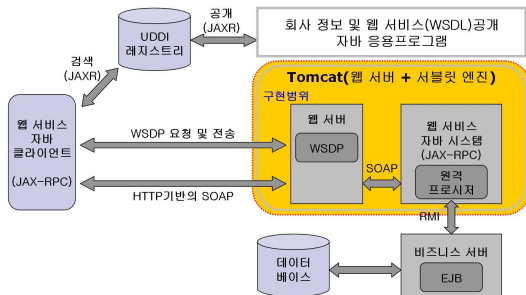 UDDI
레지스트리
공개
(JAXR)
회사 정보 및 웹 서비스(WSDL)공개
자바 응용프로그램
검색
(JAXR)
Tomcat(웹 서버 + 서블릿 엔진)
구현범위
웹 서비스
자바
클라이언트
(JAX-RPC)
WSDP 요청 및 전송
HTTP기반의 SOAP
웹 서버
WSDP
SOAP
웹 서비스
자바 시스템
(JAX-RPC)
원격
프로시저
RMI
데이터
베이스
비즈니스 서버
EJB